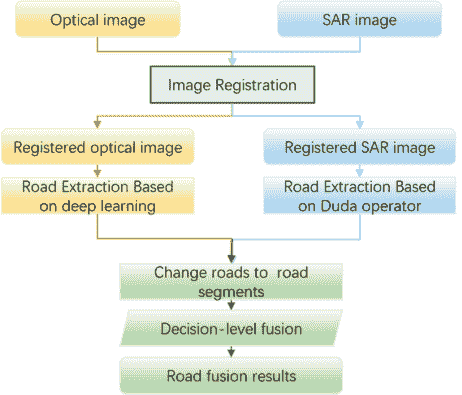 Optical image
SAR image
Image Registration
Registered optical image
Registered SAR image
Road Extraction Based
on deep learning
Road Extraction Based
on Duda operator
Change roads to road
segments
Decision-level fusion
Road fusion results